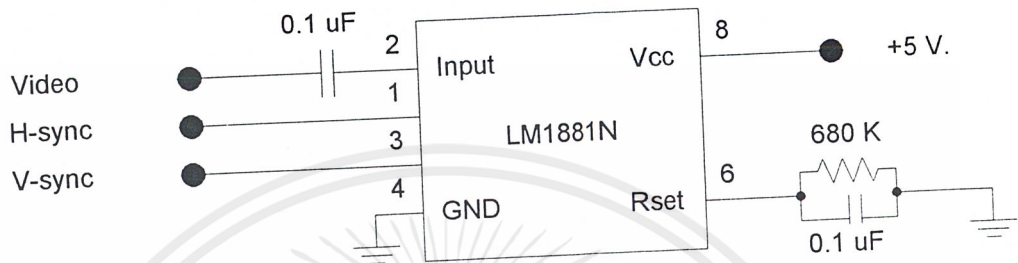 0.1 uF
2
8
Video
Input
Vcc
+5 V.
1
H-sync
LM1881N
680 K
3
V-sync
6
4
GND
Rset
0.1 uF